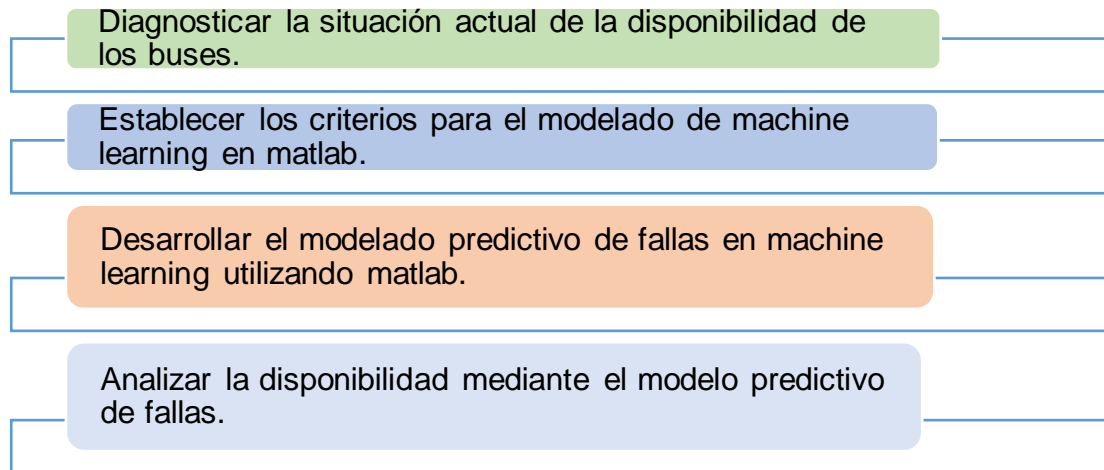 Diagnosticar la situación actual de la disponibilidad de
los buses.
Establecer los criterios para el modelado de machine
learning en matlab.
Desarrollar el modelado predictivo de fallas en machine
learning utilizando matlab.
Analizar la disponibilidad mediante el modelo predictivo
de fallas.